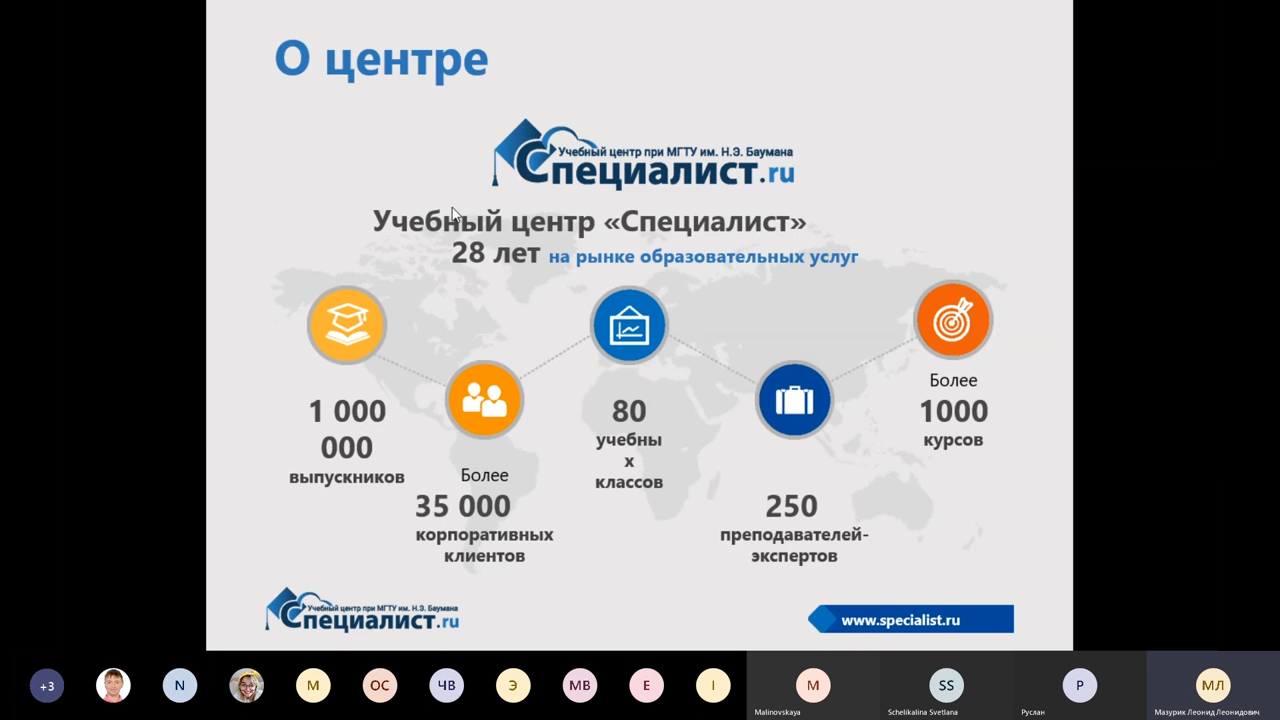 О центре
Учебный центр при МГТУ им. Н.Э. Баумана
Специалист.ru
Учебный центр «Специалист»
28 лет на рынке образовательных услуг
1 000
000
выпускников
Более
35 000
корпоративных
клиентов
80
учебны
х
классов
250
преподавателей-
экспертов
Более
1000
курсов
Учебный центр при МГТУ им. Н.Э. Баумана
Специалист.ru
www.specialist.ru
+3
N
M
ОС
ЧВ
Э
МВ
Е
I
M
SS
Р
МЛ
Malinovskaya
Schelikalina Svetlana
Руслан
Мазурик Леонид Леонидович